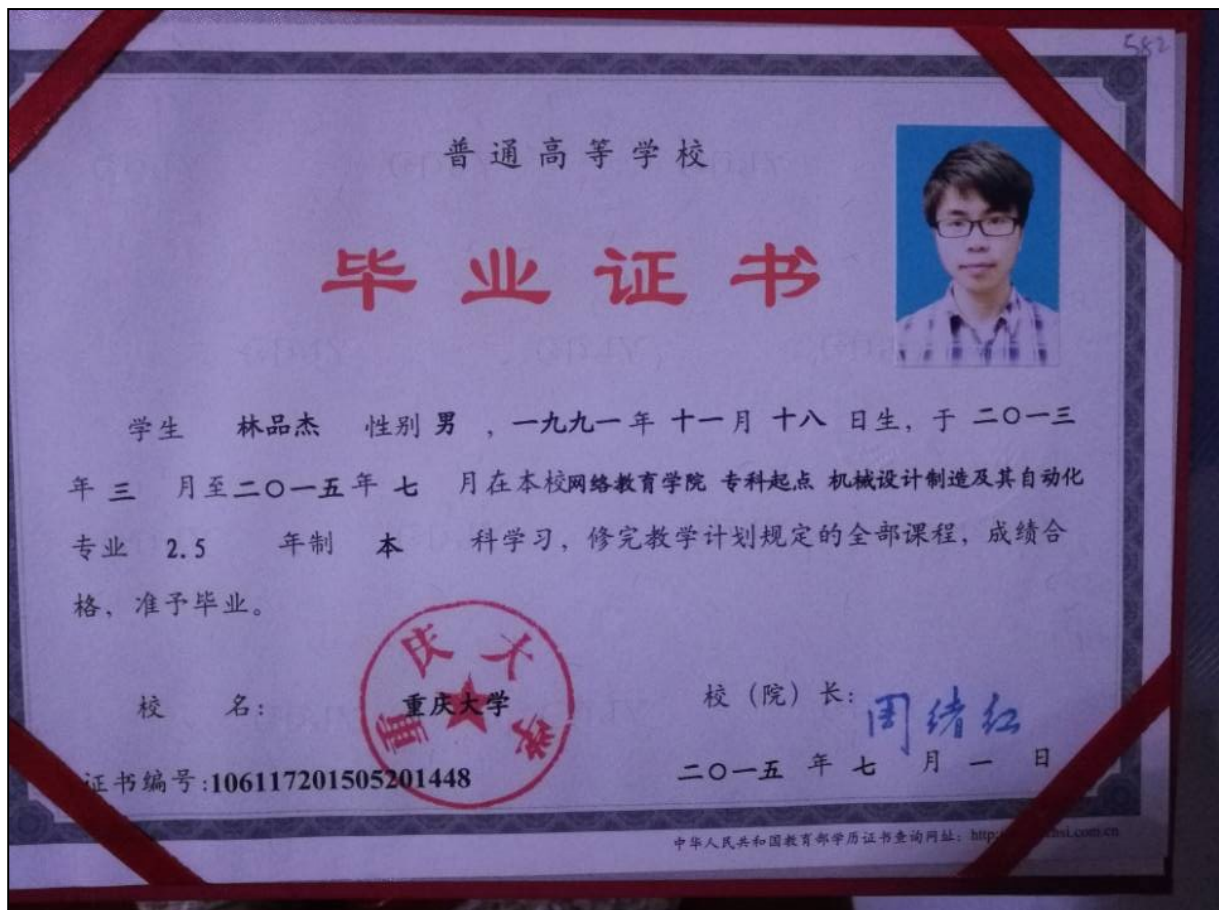 582
普通高等学校
毕业证书
学生 林品杰 性别 男 ，一九九一年 十一月 十八 日生，于 二〇一三
年 三 月至二〇一五年 七 月在本校网络教育学院 专科起点 机械设计制造及其自动化
专业 2.5 年制 本 科学习，修完教学计划规定的全部课程，成绩合
格，准予毕业。
校 名： 重庆大学
重庆大学
校（院）长：周绪红
证书编号:106117201505201448
二〇一五 年 七 月 一 日
中华人民共和国教育部学历证书查询网址：http: hsi.com.cn